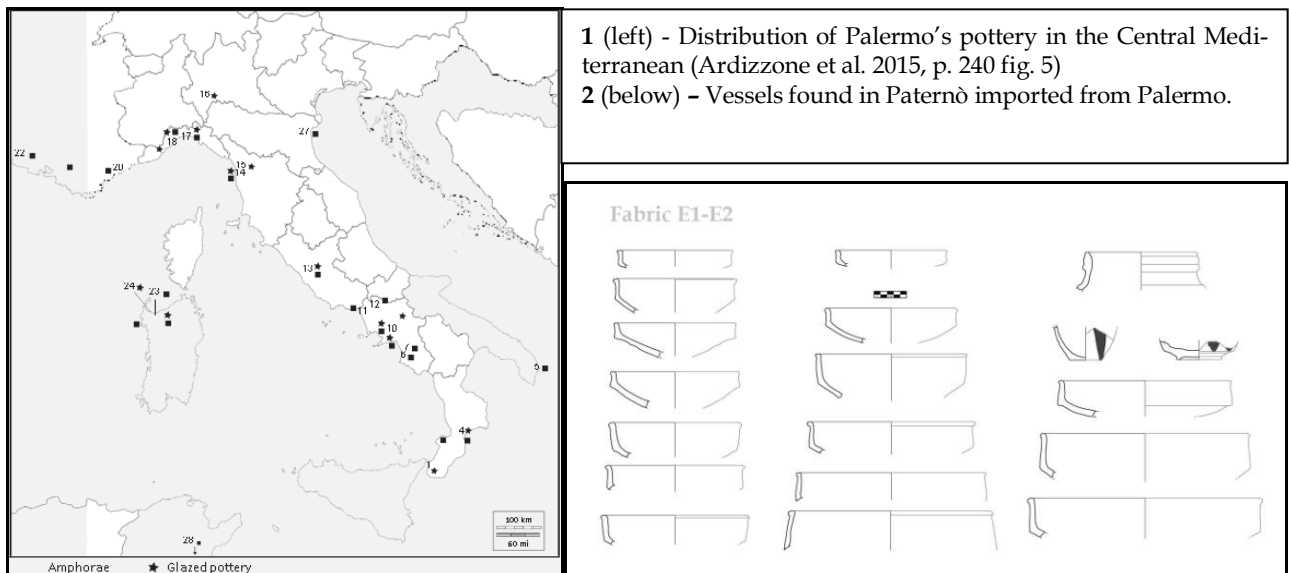 1 (left) - Distribution of Palermo's pottery in the Central Medi-
terranean (Ardizzone et al. 2015, p. 240 fig. 5)
2 (below) – Vessels found in Paternò imported from Palermo.
16
27
18
17
22
20
15
14
13
24
23
12
11
10
7
6
5
4
1
28
100 km
60 mi
Amphorae
Glazed pottery
Fabric E1-E2